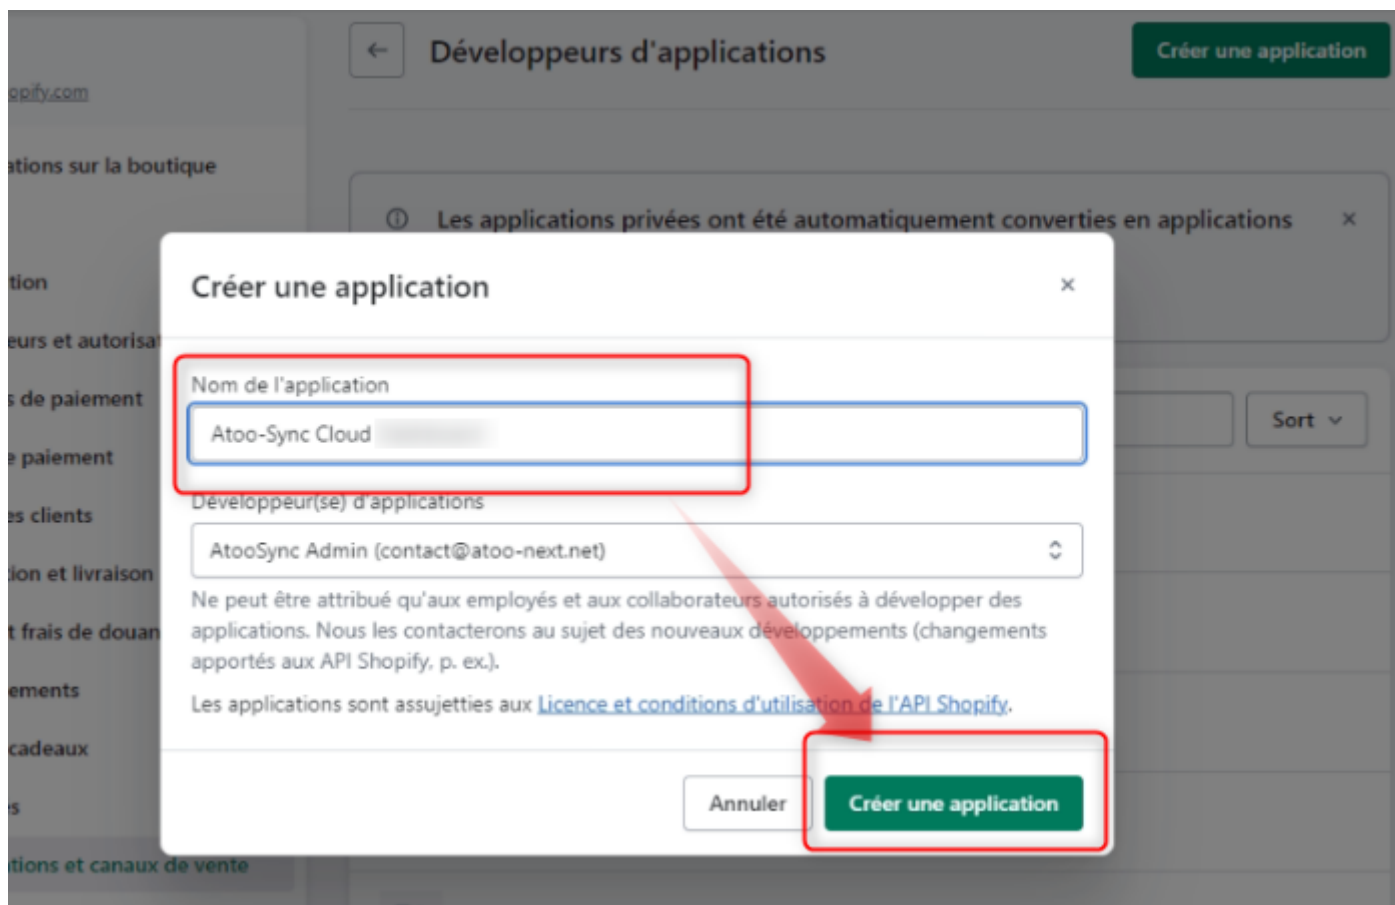 Développeurs d'applications
Créer une application
opify.com
ations sur la boutique
Les applications privées ont été automatiquement converties en applications
tion
eurs et autorisat
s de paiement
e paiement
es clients
tion et livraison
t frais de douan
ements
cadeaux
es
ations et canaux de vente
Sort
Créer une application
Nom de l'application
Atoo-Sync Cloud
Développeur(se) d'applications
AtooSync Admin (contact@atoo-next.net)
Ne peut être attribué qu'aux employés et aux collaborateurs autorisés à développer des
applications. Nous les contacterons au sujet des nouveaux développements (changements
apportés aux API Shopify, p. ex.).
Les applications sont assujetties aux Licence et conditions d'utilisation de l'API Shopify.
Annuler
Créer une application